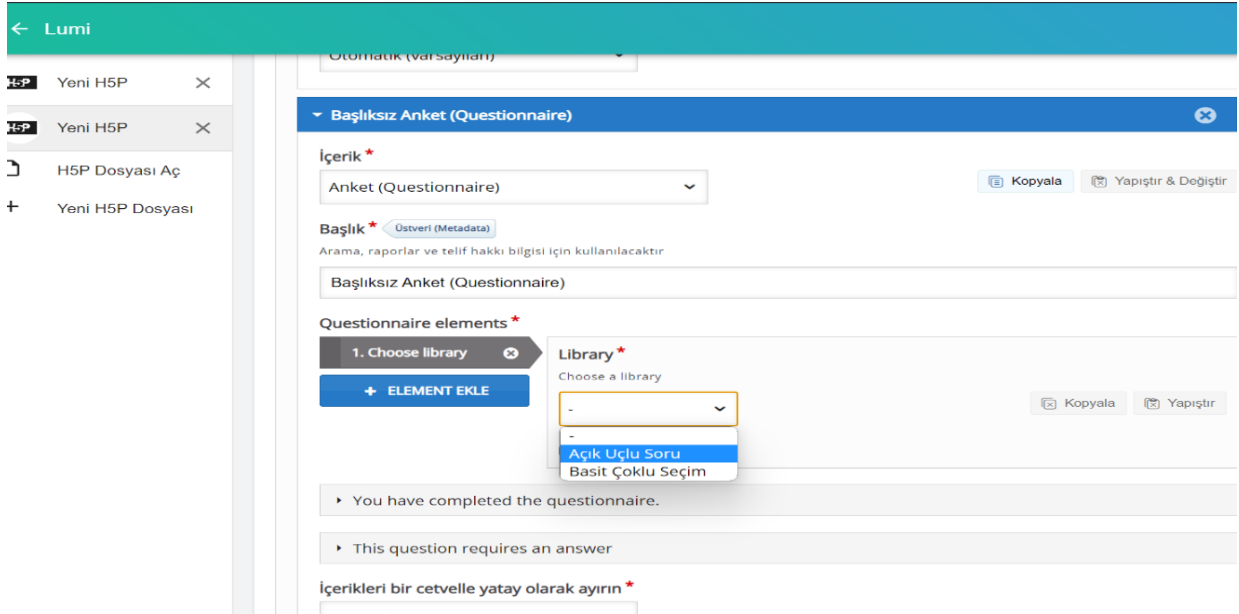 ← Lumi
Otomatik (varsayılan)
H-5P Yeni H5P
H-5P Yeni H5P
H5P Dosyası Aç
+ Yeni H5P Dosyası
Başlıksız Anket (Questionnaire)
İçerik *
Anket (Questionnaire)
Kopyala
Yapıştır & Değiştir
Başlık * Üstveri (Metadata)
Arama, raporlar ve telif hakkı bilgisi için kullanılacaktır
Başlıksız Anket (Questionnaire)
Questionnaire elements *
1. Choose library
+ ELEMENT EKLE
Library *
Choose a library
-
Kopyala
Yapıştır
-
Açık Uçlu Soru
Basit Çoklu Seçim
You have completed the questionnaire.
This question requires an answer
İçerikleri bir cetvelle yatay olarak ayırın *